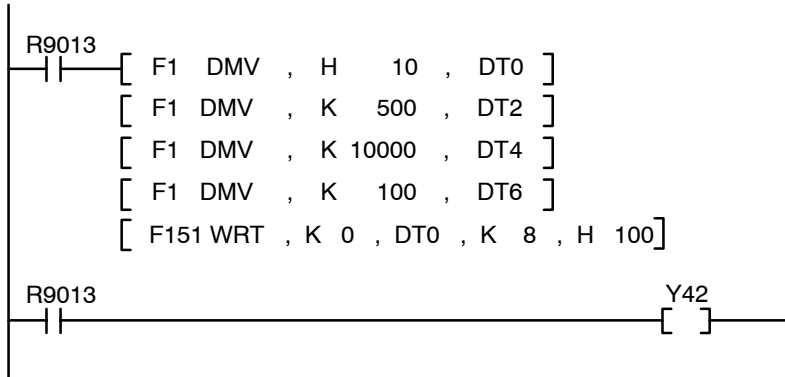 R9013
F1 DMV , H 10 , DT0
F1 DMV , K 500 , DT2
F1 DMV , K 10000 , DT4
F1 DMV , K 100 , DT6
F151 WRT , K 0 , DT0 , K 8 , H 100
R9013 Y42